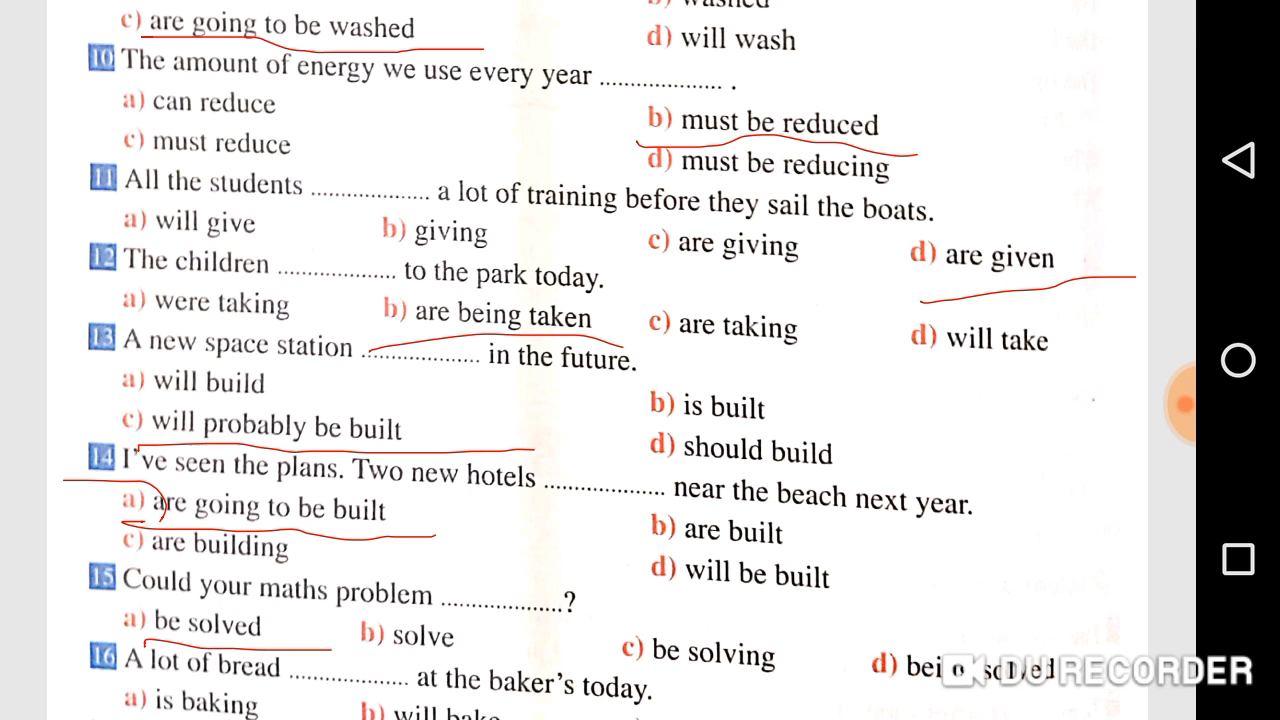 c) are going to be washed
d) will wash
10 The amount of energy we use every year .................... .
a) can reduce
b) must be reduced
c) must reduce
d) must be reducing
11 All the students .................... a lot of training before they sail the boats.
a) will give b) giving c) are giving d) are given
12 The children .................... to the park today.
a) were taking b) are being taken c) are taking d) will take
13 A new space station .................... in the future.
a) will build
b) is built
c) will probably be built
d) should build
14 I've seen the plans. Two new hotels .................... near the beach next year.
a) are going to be built
b) are built
c) are building
d) will be built
15 Could your maths problem ....................?
a) be solved b) solve c) be solving d) being solved
16 A lot of bread .................... at the baker's today.
a) is baking b) will bake
DU RECORDER